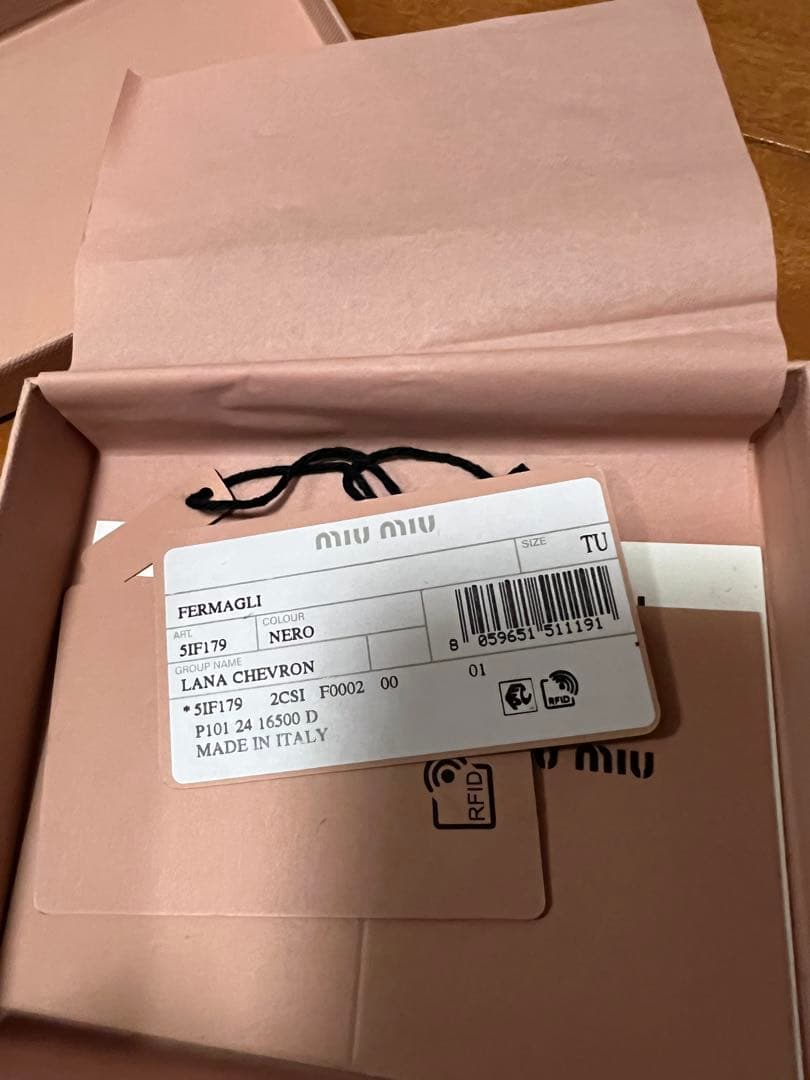 miu miu
SIZE TU
FERMAGLI
ART. COLOUR
5IF179 NERO
8 059651 511191
GROUP NAME
LANA CHEVRON
* 5IF179 2CSI F0002 00 01
P101 24 16500 D
MADE IN ITALY
RFID
RFID
U miu